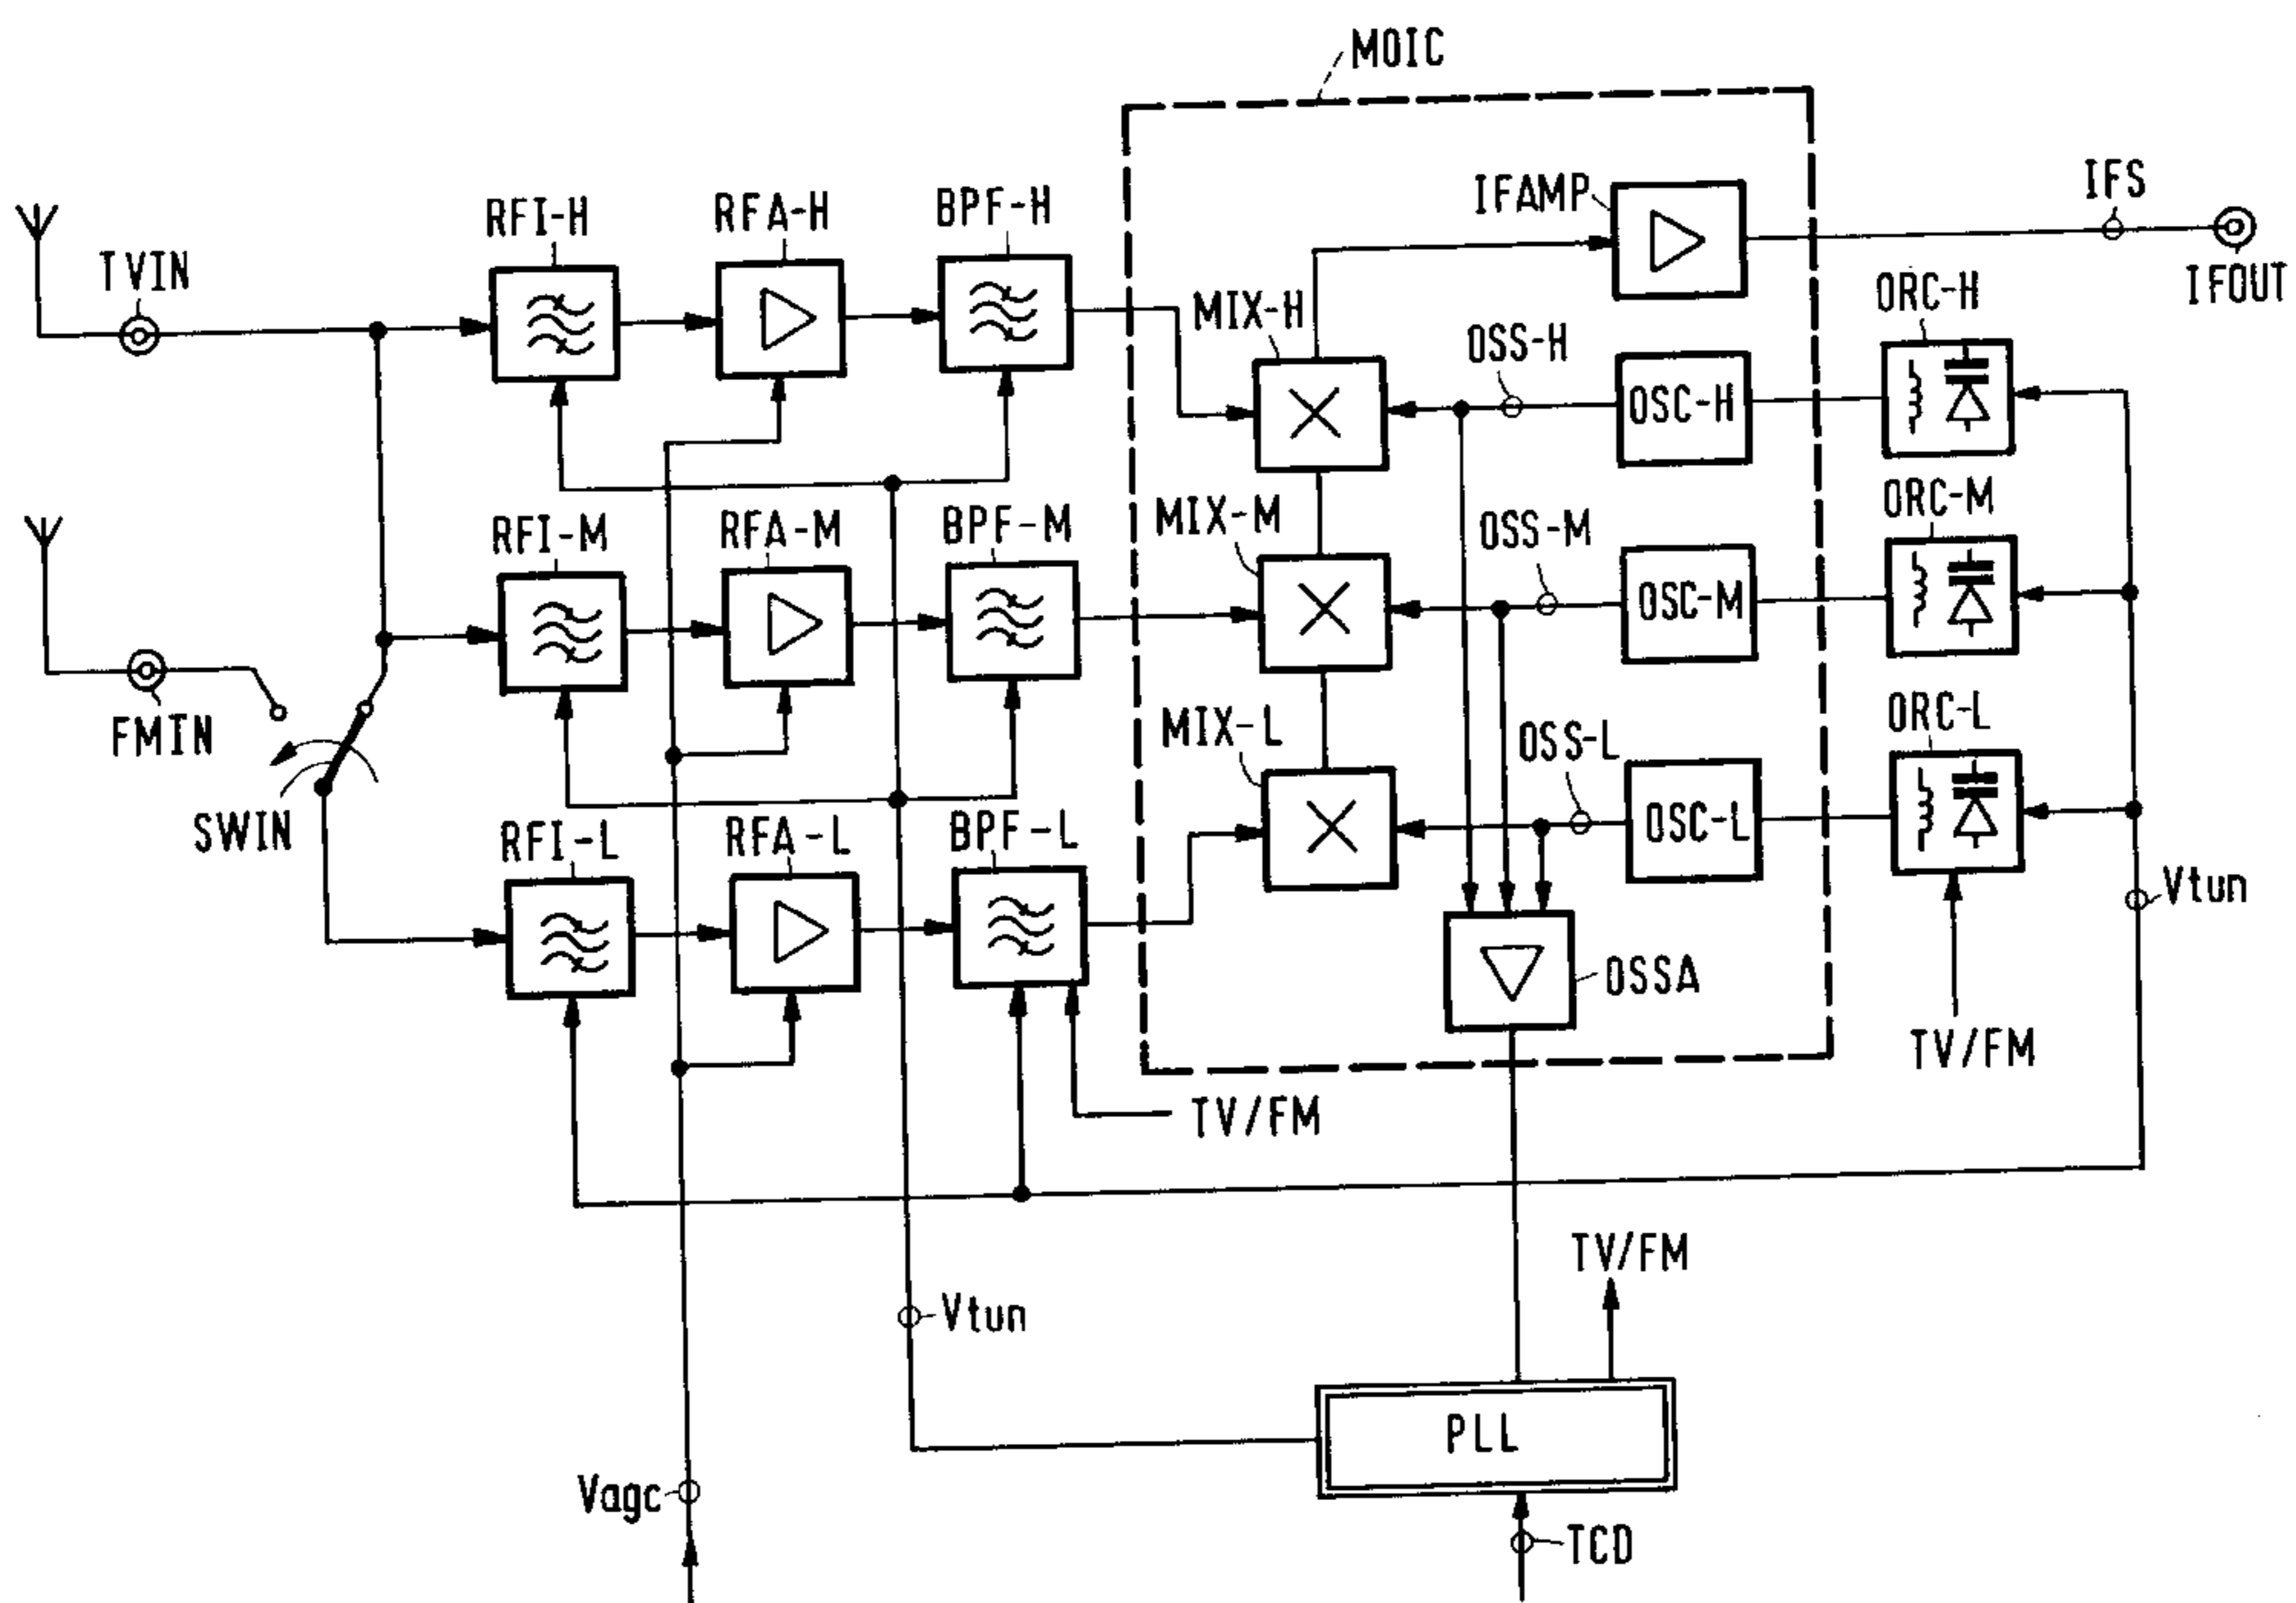 MOIC
IFAMP
IFS
IFOUT
TVIN
RFI-H
RFA-H
BPF-H
MIX-H
OSS-H
OSC-H
ORC-H
FMIN
SWIN
RFI-M
RFA-M
BPF-M
MIX-M
OSS-M
OSC-M
ORC-M
RFI-L
RFA-L
BPF-L
MIX-L
OSS-L
OSC-L
ORC-L
Vtun
OSSA
TV/FM
TV/FM
TV/FM
Vtun
PLL
Vagc
TCD